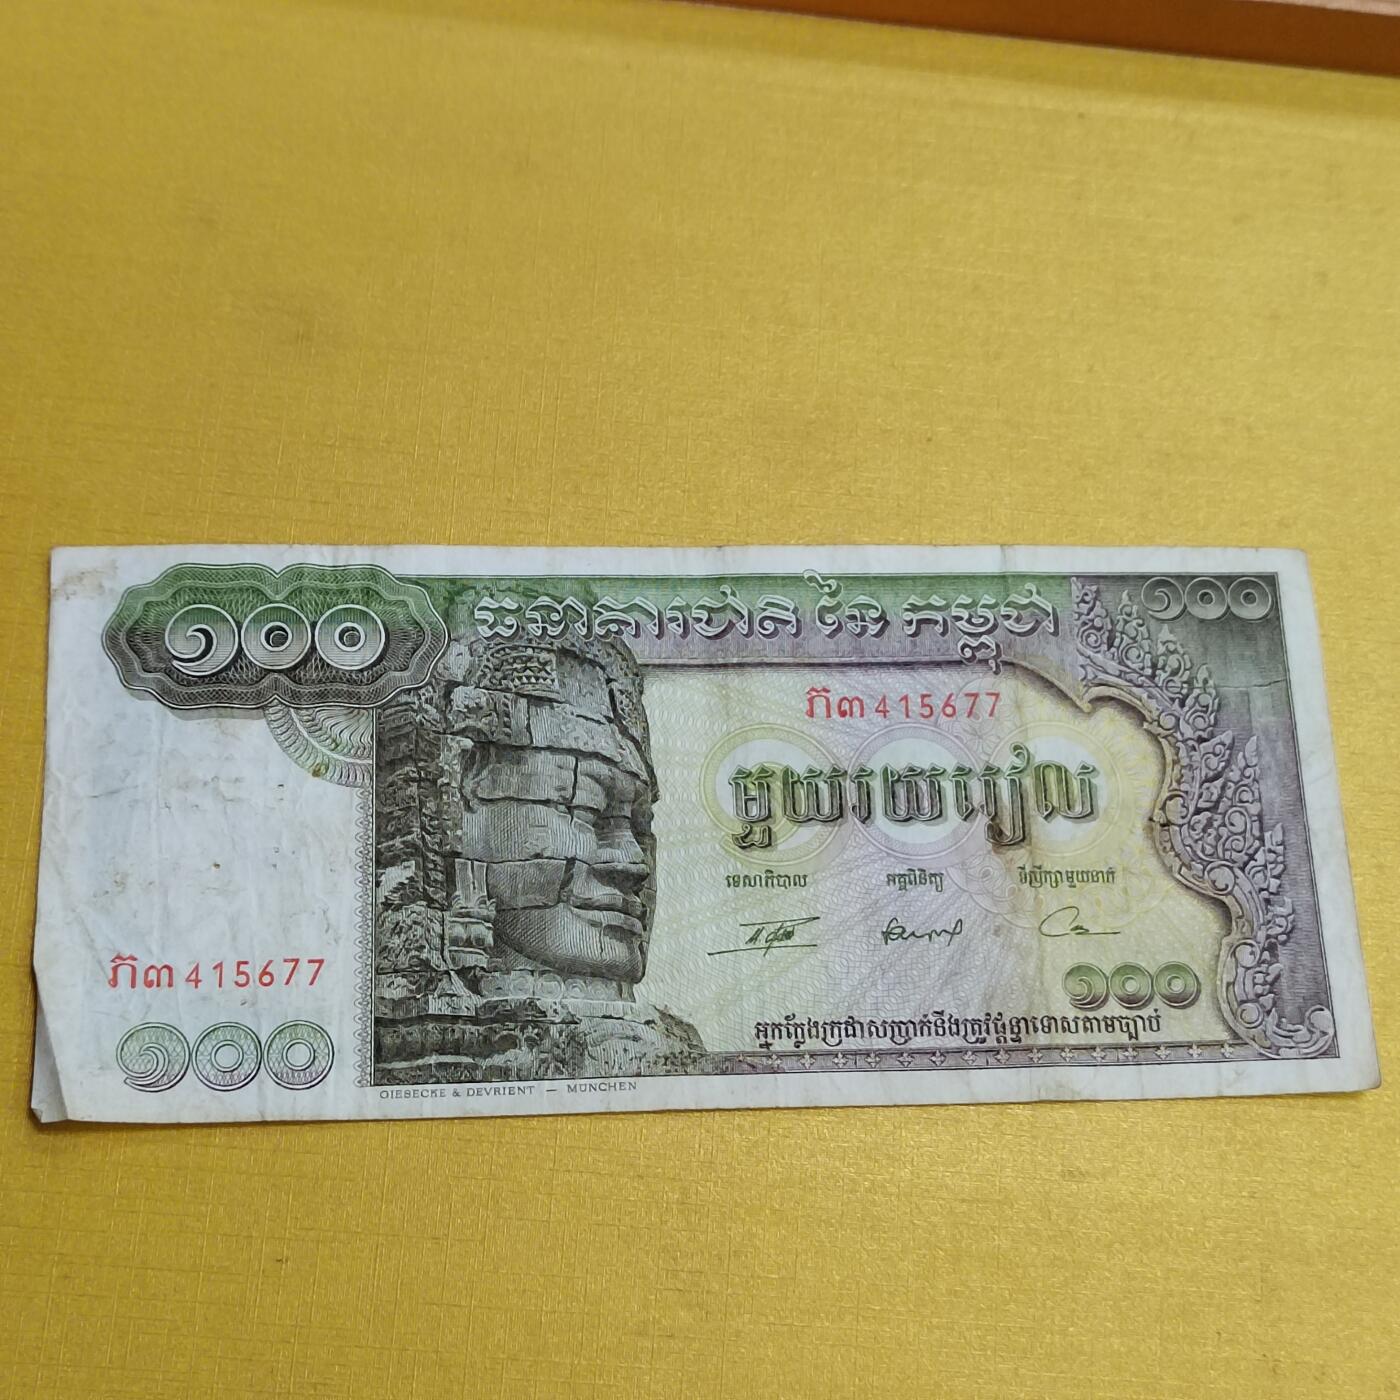 ១០០
ធនាគារជាតិ នៃ កម្ពុជា
១០០
ភ៣ 415677
មួយរយរៀល
ទេសាភិបាល
អគ្គពិនិត្យ
ទីប្រឹក្សាមួយនាក់
ភ៣ 415677
១០០
១០០
អ្នកក្លែងក្រដាសប្រាក់នឹងត្រូវផ្តន្ទាទោសតាមច្បាប់
GIESECKE & DEVRIENT — MÜNCHEN